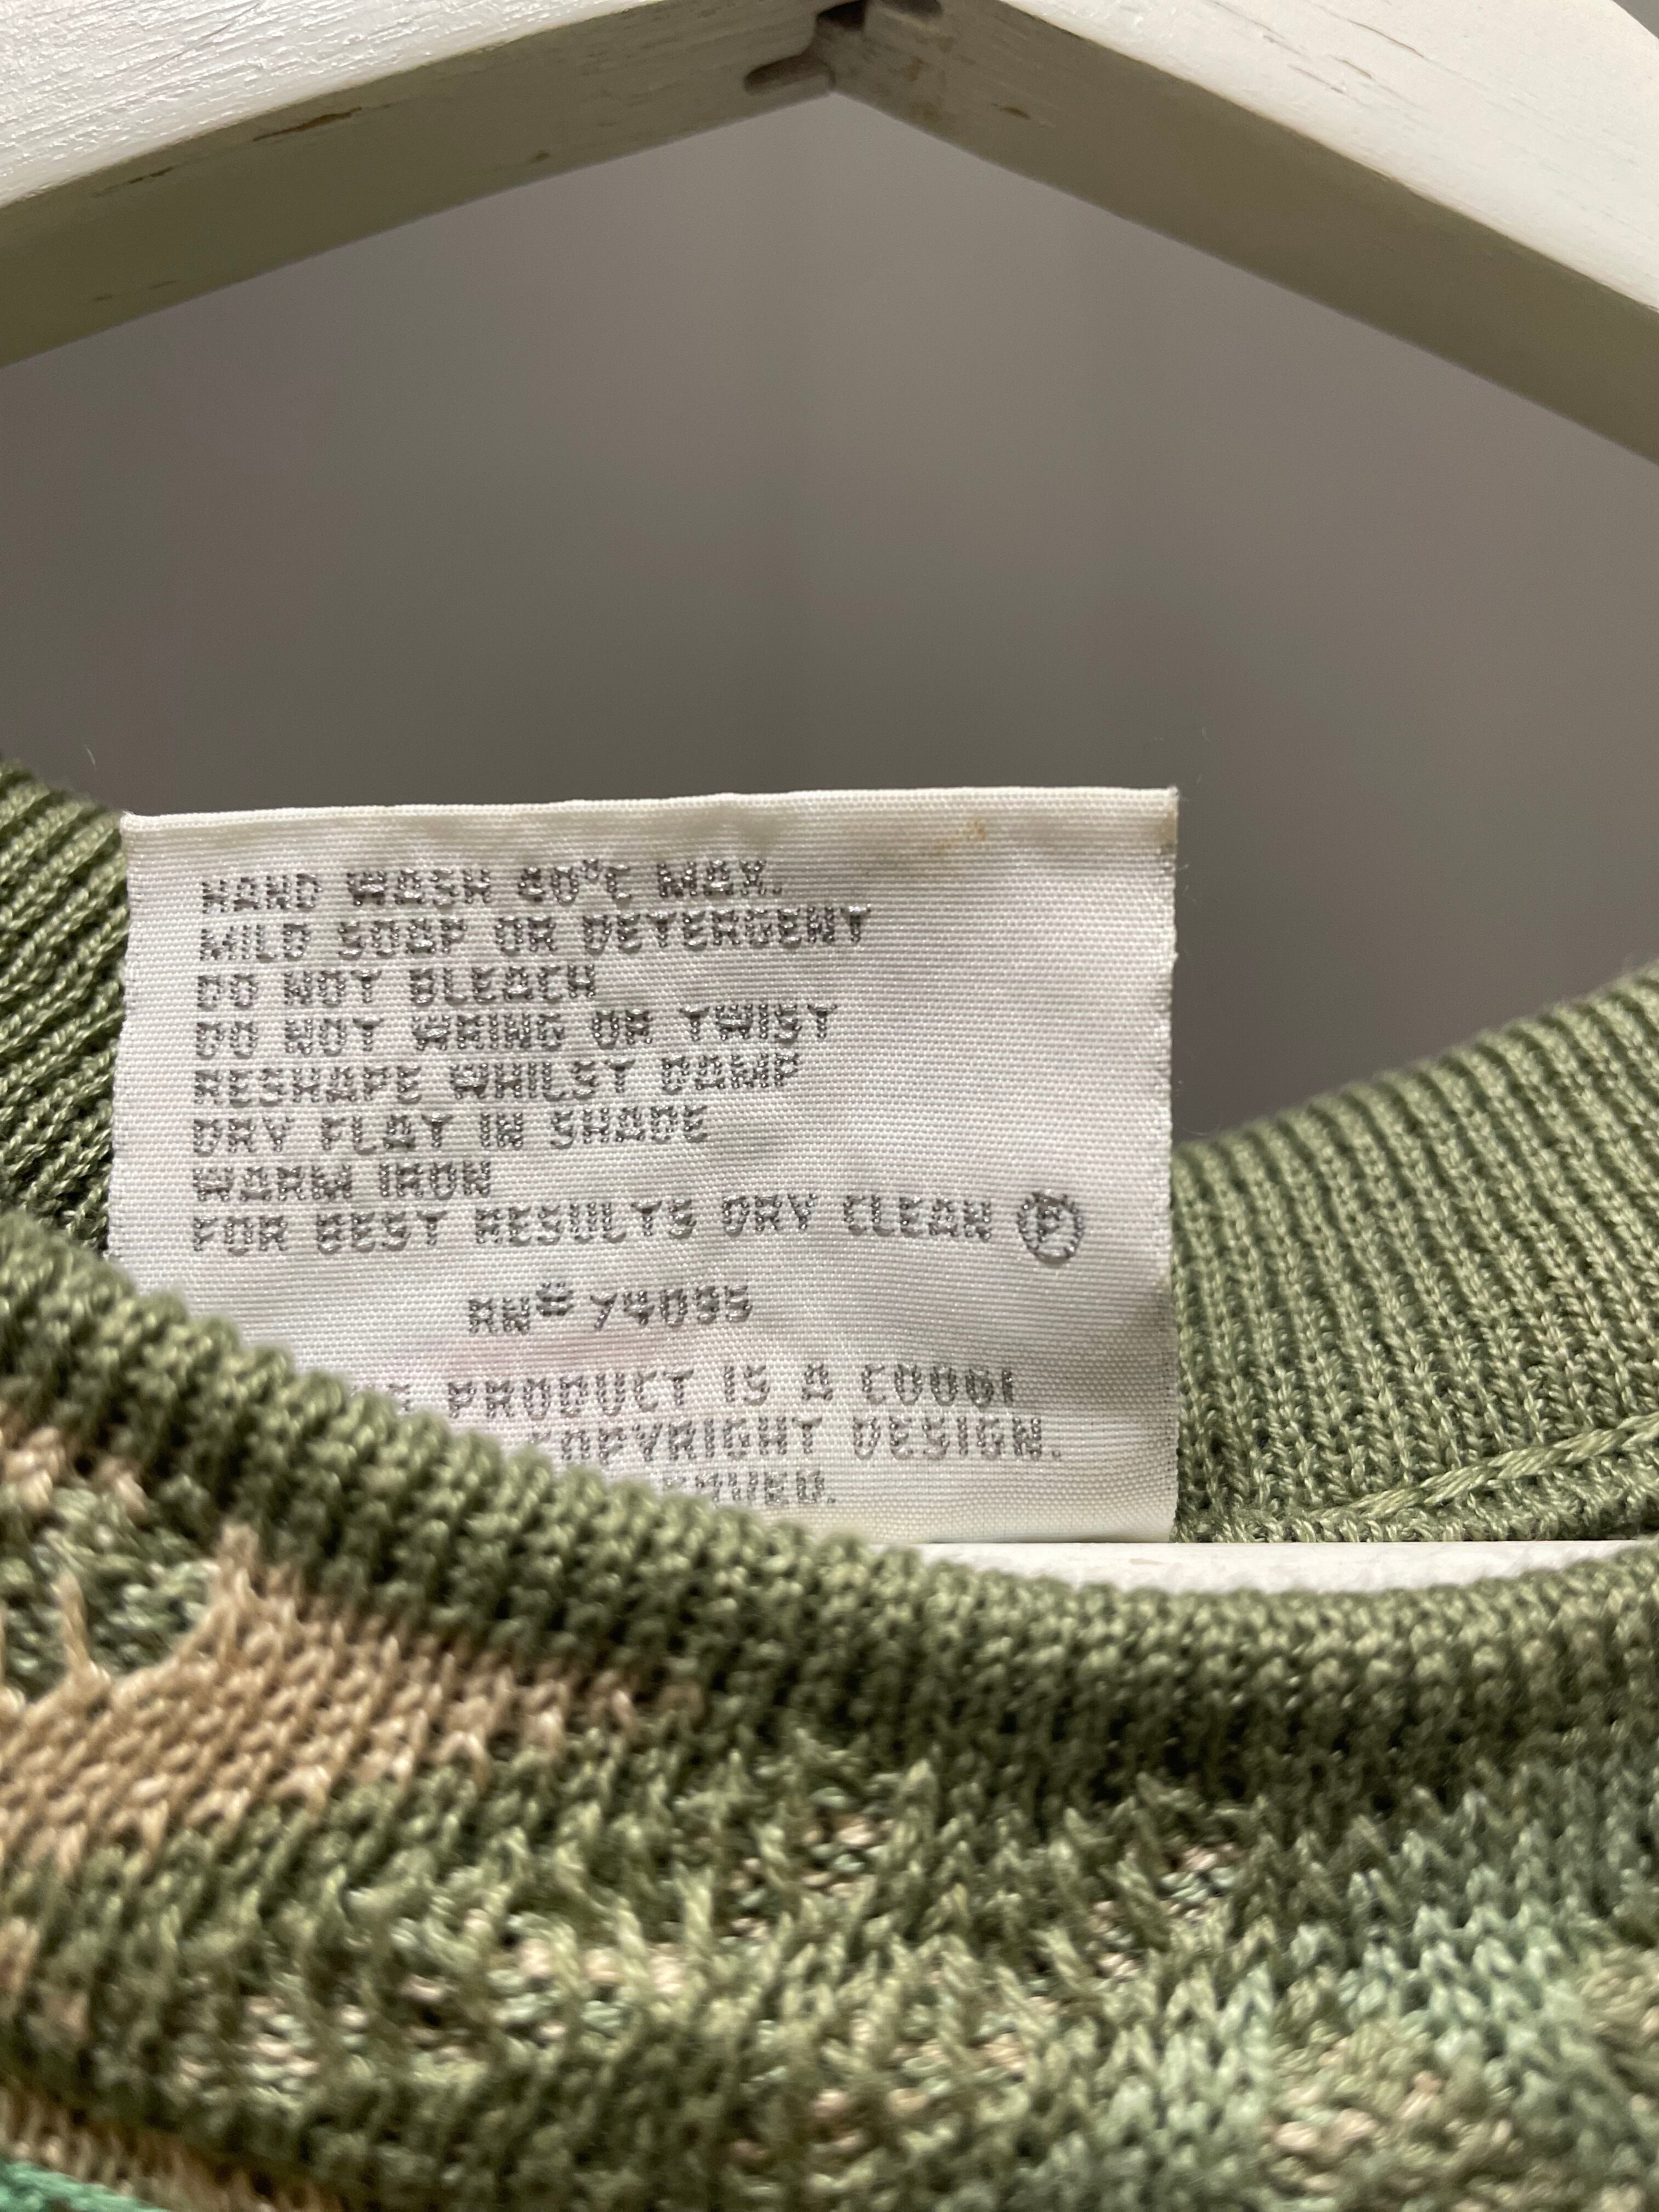 HAND WASH 40°C MAX.
MILD SOAP OR DETERGENT
DO NOT BLEACH
DO NOT WRING OR TWIST
RESHAPE WHILST DAMP
DRY FLAT IN SHADE
WARM IRON
FOR BEST RESULTS DRY CLEAN Ⓟ
RN# 74095
PRODUCT IS A COOGI
COPYRIGHT DESIGN.